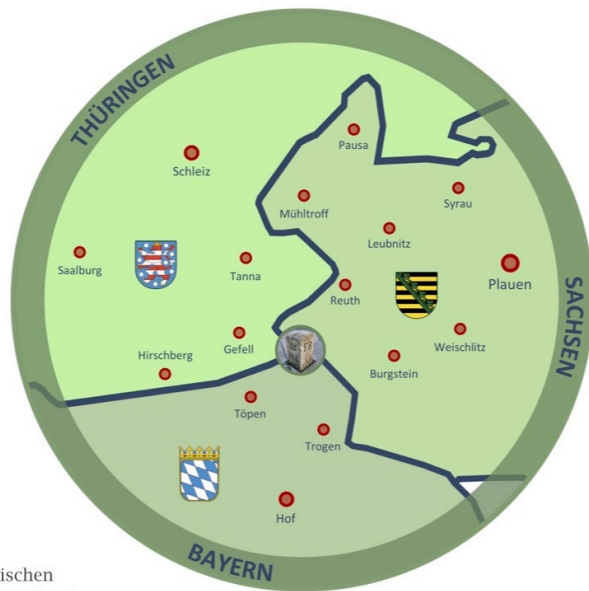 THÜRINGEN
Pausa
Schleiz
Syrau
Mühltroff
Leubnitz
Saalburg
Tanna
Plauen
Reuth
SACHSEN
Gefell
Weischlitz
Hirschberg
Burgstein
Töpen
Trogen
Hof
BAYERN
ischen